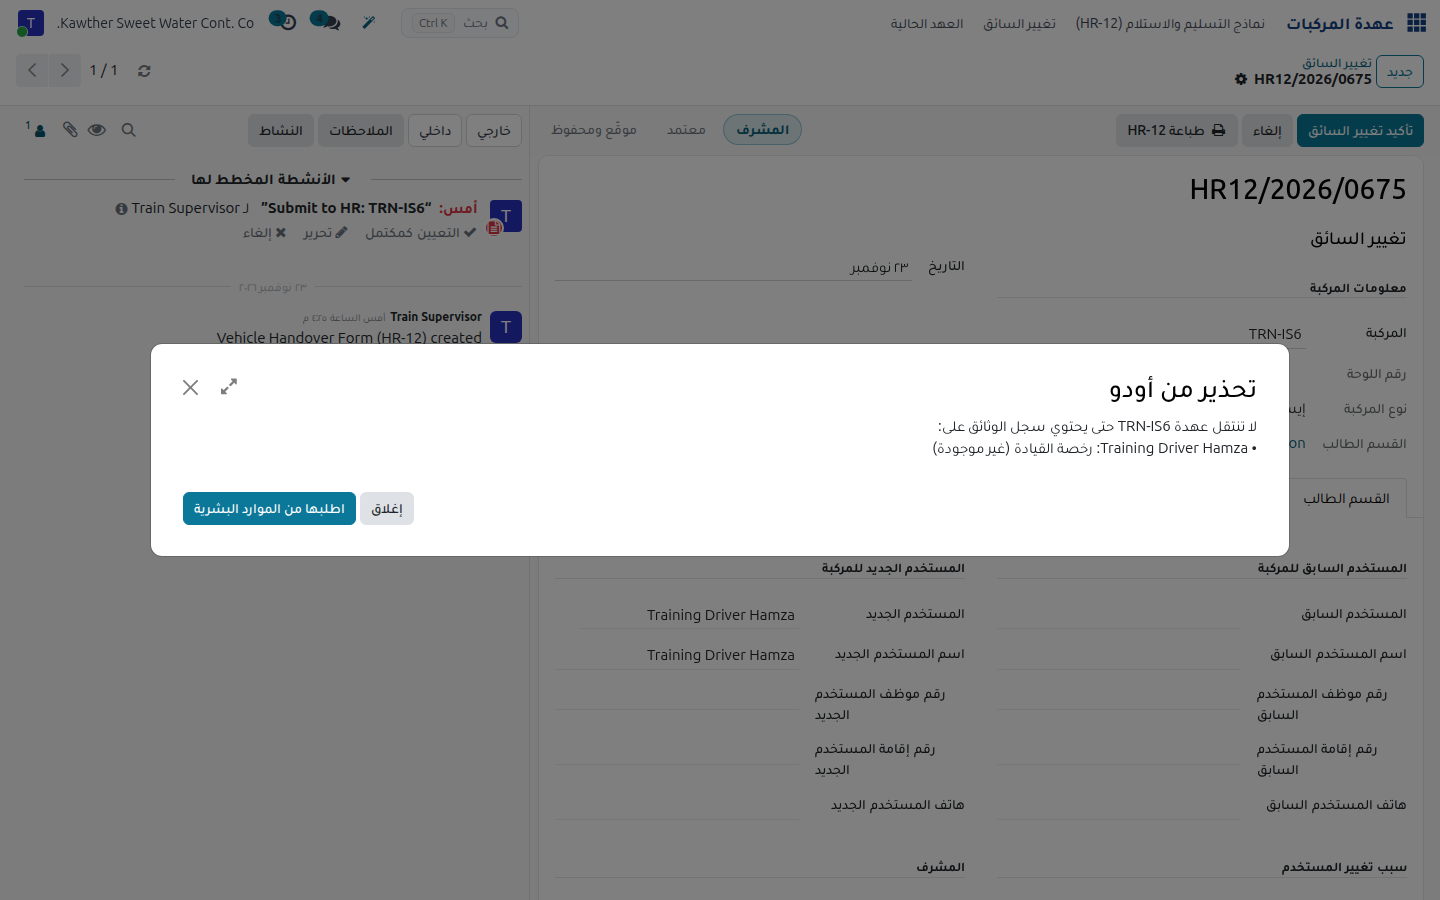 عهدة المركبات
نماذج التسليم والاستلام (HR-12)
تغيير السائق
العهد الحالية
بحث
Ctrl K
Kawther Sweet Water Cont. Co.
T
جديد
تغيير السائق
HR12/2026/0675
1 / 1
تأكيد تغيير السائق
إلغاء
طباعة HR-12
المشرف
معتمد
موقّع ومحفوظ
خارجي
داخلي
الملاحظات
النشاط
1
HR12/2026/0675
تغيير السائق
التاريخ
٢٣ نوفمبر
معلومات المركبة
المركبة
TRN-IS6
رقم اللوحة
نوع المركبة
القسم الطالب
القسم الطالب
الأنشطة المخطط لها
T
أمس: “Submit to HR: TRN-IS6” لـ Train Supervisor
التعيين كمكتمل
تحرير
إلغاء
٢٣ نوفمبر ٢٠٢٦
T
Train Supervisor أمس الساعة ٤:٢٥ م
Vehicle Handover Form (HR-12) created
تحذير من أودو
لا تنتقل عهدة TRN-IS6 حتى يحتوي سجل الوثائق على:
• Training Driver Hamza: رخصة القيادة (غير موجودة)
إغلاق
اطلبها من الموارد البشرية
المستخدم السابق للمركبة
المستخدم السابق
اسم المستخدم السابق
رقم موظف المستخدم السابق
رقم إقامة المستخدم السابق
هاتف المستخدم السابق
المستخدم الجديد للمركبة
المستخدم الجديد
Training Driver Hamza
اسم المستخدم الجديد
Training Driver Hamza
رقم موظف المستخدم الجديد
رقم إقامة المستخدم الجديد
هاتف المستخدم الجديد
سبب تغيير المستخدم
المشرف